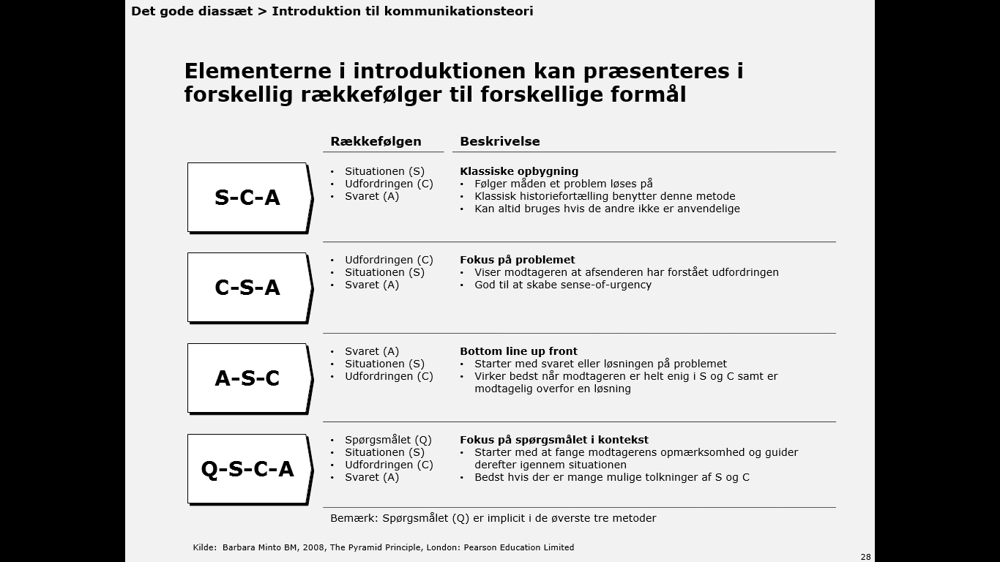 Det gode diassæt > Introduktion til kommunikationsteori
Elementerne i introduktionen kan præsenteres i
forskellig rækkefølger til forskellige formål
Rækkefølgen
Beskrivelse
S-C-A
• Situationen (S)
• Udfordringen (C)
• Svaret (A)
Klassiske opbygning
• Følger måden et problem løses på
• Klassisk historiefortælling benytter denne metode
• Kan altid bruges hvis de andre ikke er anvendelige
C-S-A
• Udfordringen (C)
• Situationen (S)
• Svaret (A)
Fokus på problemet
• Viser modtageren at afsenderen har forstået udfordringen
• God til at skabe sense-of-urgency
A-S-C
• Svaret (A)
• Situationen (S)
• Udfordringen (C)
Bottom line up front
• Starter med svaret eller løsningen på problemet
• Virker bedst når modtageren er helt enig i S og C samt er
modtagelig overfor en løsning
Q-S-C-A
• Spørgsmålet (Q)
• Situationen (S)
• Udfordringen (C)
• Svaret (A)
Fokus på spørgsmålet i kontekst
• Starter med at fange modtagerens opmærksomhed og guider
derefter igennem situationen
• Bedst hvis der er mange mulige tolkninger af S og C
Bemærk: Spørgsmålet (Q) er implicit i de øverste tre metoder
Kilde: Barbara Minto BM, 2008, The Pyramid Principle, London: Pearson Education Limited
28